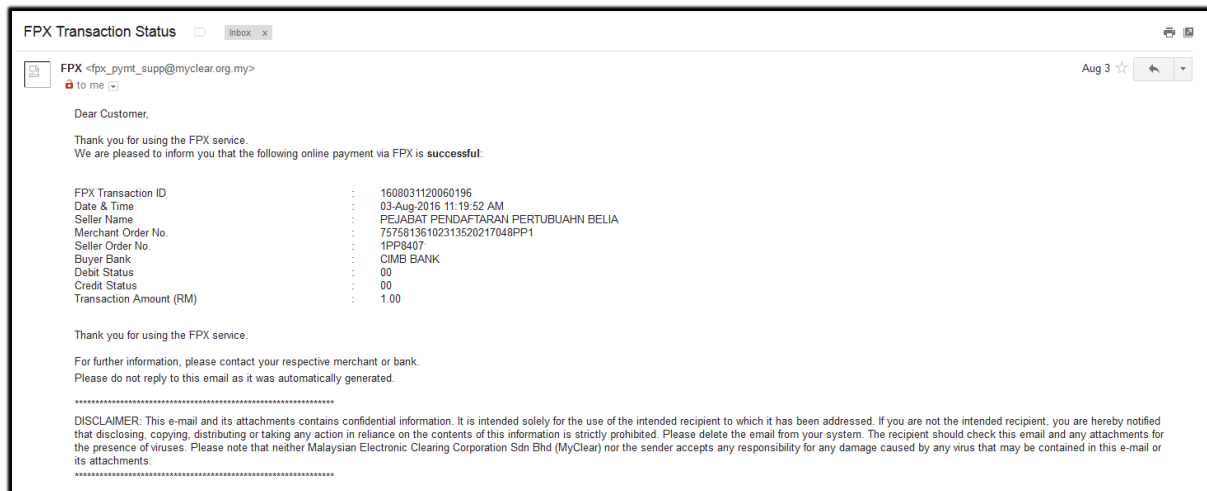 FPX Transaction Status Inbox x
FPX <fpx_pymt_supp@myclear.org.my> Aug 3
to me
Dear Customer,
Thank you for using the FPX service.
We are pleased to inform you that the following online payment via FPX is successful:
FPX Transaction ID : 1608031120060196
Date & Time : 03-Aug-2016 11:19:52 AM
Seller Name : PEJABAT PENDAFTARAN PERTUBUAHN BELIA
Merchant Order No. : 75758136102313520217048PP1
Seller Order No. : 1PP8407
Buyer Bank : CIMB BANK
Debit Status : 00
Credit Status : 00
Transaction Amount (RM) : 1.00
Thank you for using the FPX service.
For further information, please contact your respective merchant or bank.
Please do not reply to this email as it was automatically generated.
****************************************************************
DISCLAIMER: This e-mail and its attachments contains confidential information. It is intended solely for the use of the intended recipient to which it has been addressed. If you are not the intended recipient, you are hereby notified
that disclosing, copying, distributing or taking any action in reliance on the contents of this information is strictly prohibited. Please delete the email from your system. The recipient should check this email and any attachments for
the presence of viruses. Please note that neither Malaysian Electronic Clearing Corporation Sdn Bhd (MyClear) nor the sender accepts any responsibility for any damage caused by any virus that may be contained in this e-mail or
its attachments.
****************************************************************